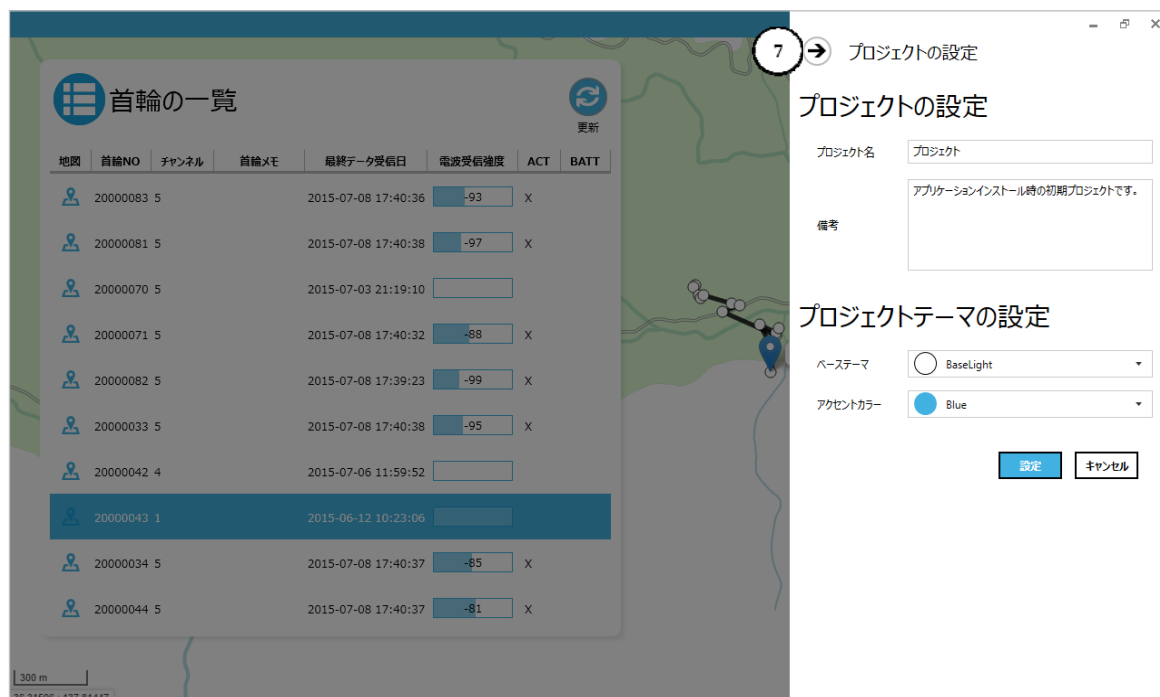 7
プロジェクトの設定
首輪の一覧
更新
地図 首輪NO チャンネル 首輪メモ 最終データ受信日 電波受信強度 ACT BATT
20000083 5 2015-07-08 17:40:36 -93 X
20000081 5 2015-07-08 17:40:38 -97 X
20000070 5 2015-07-03 21:19:10
20000071 5 2015-07-08 17:40:32 -88 X
20000082 5 2015-07-08 17:39:23 -99 X
20000033 5 2015-07-08 17:40:38 -95 X
20000042 4 2015-07-06 11:59:52
20000043 1 2015-06-12 10:23:06
20000034 5 2015-07-08 17:40:37 -85 X
20000044 5 2015-07-08 17:40:37 -81 X
300 m
プロジェクトの設定
プロジェクト名 プロジェクト
備考 アプリケーションインストール時の初期プロジェクトです。
プロジェクトテーマの設定
ベーステーマ BaseLight
アクセントカラー Blue
設定 キャンセル